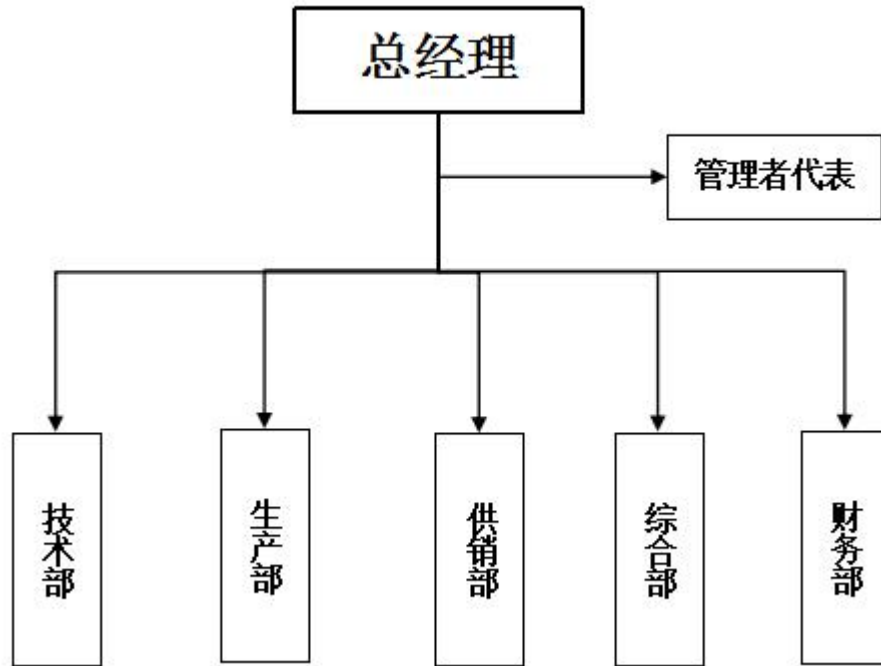 总经理
管理者代表
技术部
生产部
供销部
综合部
财务部